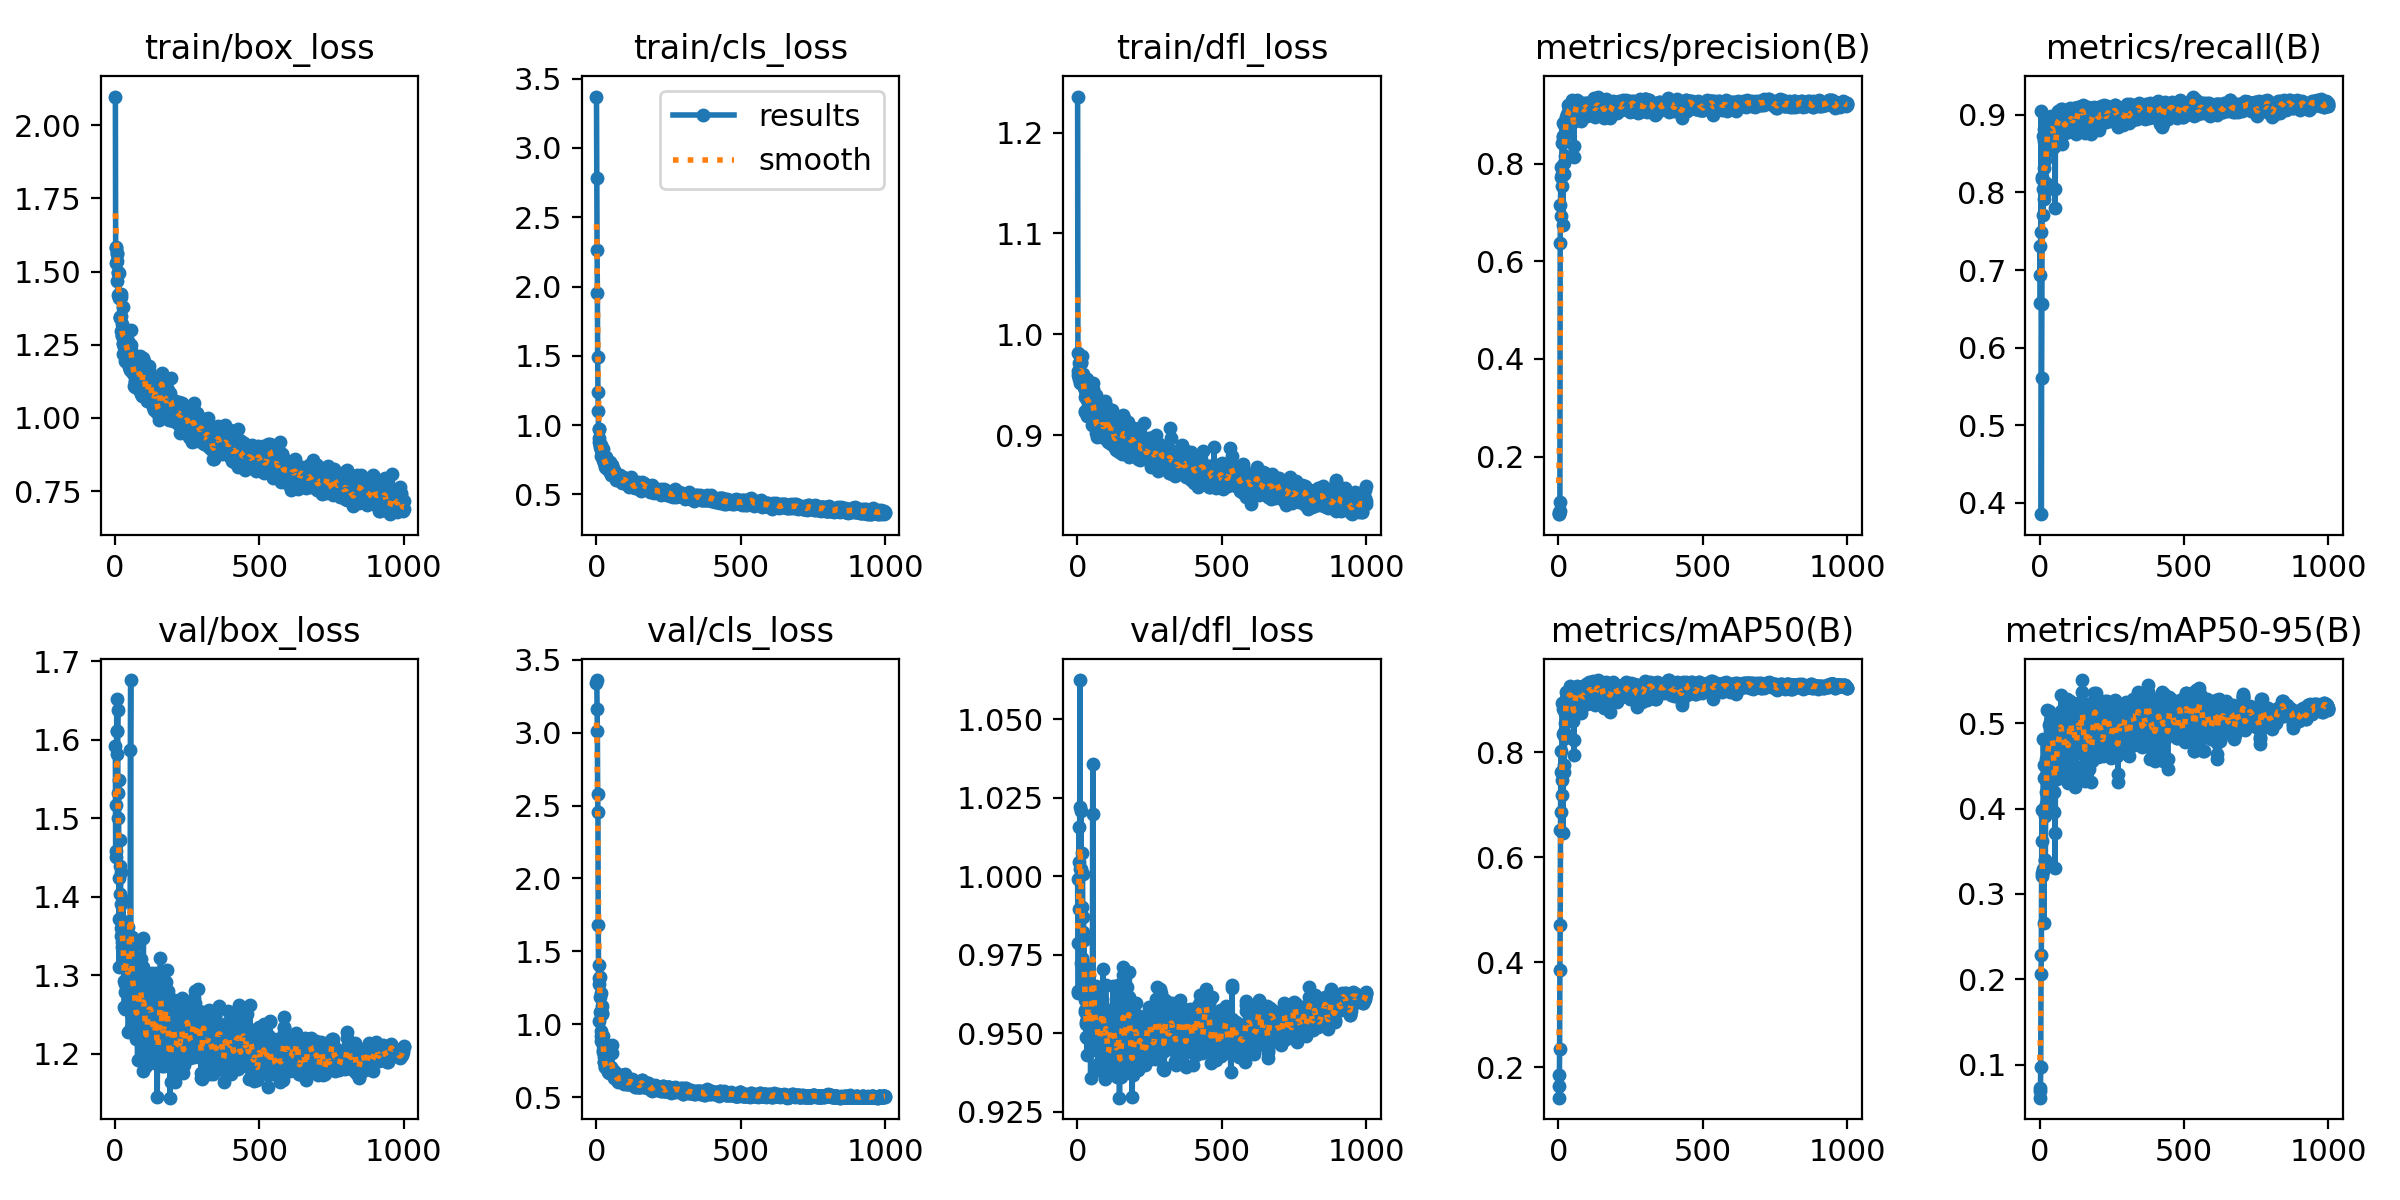 train/box_loss
2.00
1.75
1.50
1.25
1.00
0.75
0 500 1000
train/cls_loss
3.5
3.0
2.5
2.0
1.5
1.0
0.5
results
smooth
0 500 1000
train/dfl_loss
1.2
1.1
1.0
0.9
0 500 1000
metrics/precision(B)
0.8
0.6
0.4
0.2
0 500 1000
metrics/recall(B)
0.9
0.8
0.7
0.6
0.5
0.4
0 500 1000
val/box_loss
1.7
1.6
1.5
1.4
1.3
1.2
0 500 1000
val/cls_loss
3.5
3.0
2.5
2.0
1.5
1.0
0.5
0 500 1000
val/dfl_loss
1.050
1.025
1.000
0.975
0.950
0.925
0 500 1000
metrics/mAP50(B)
0.8
0.6
0.4
0.2
0 500 1000
metrics/mAP50-95(B)
0.5
0.4
0.3
0.2
0.1
0 500 1000